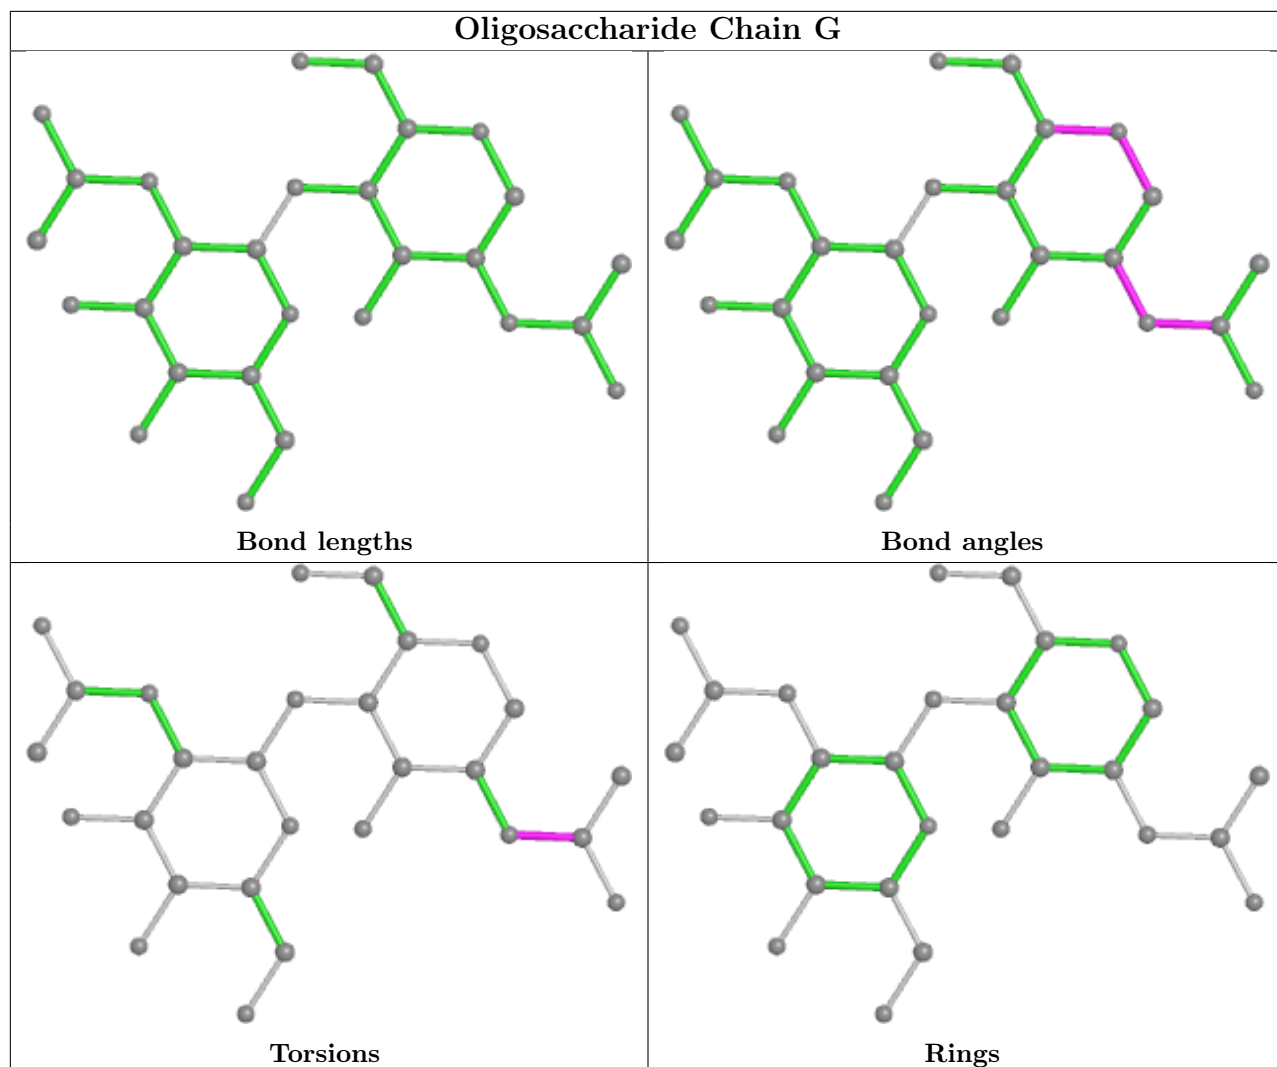 Oligosaccharide Chain G
Bond lengths
Bond angles
Torsions
Rings